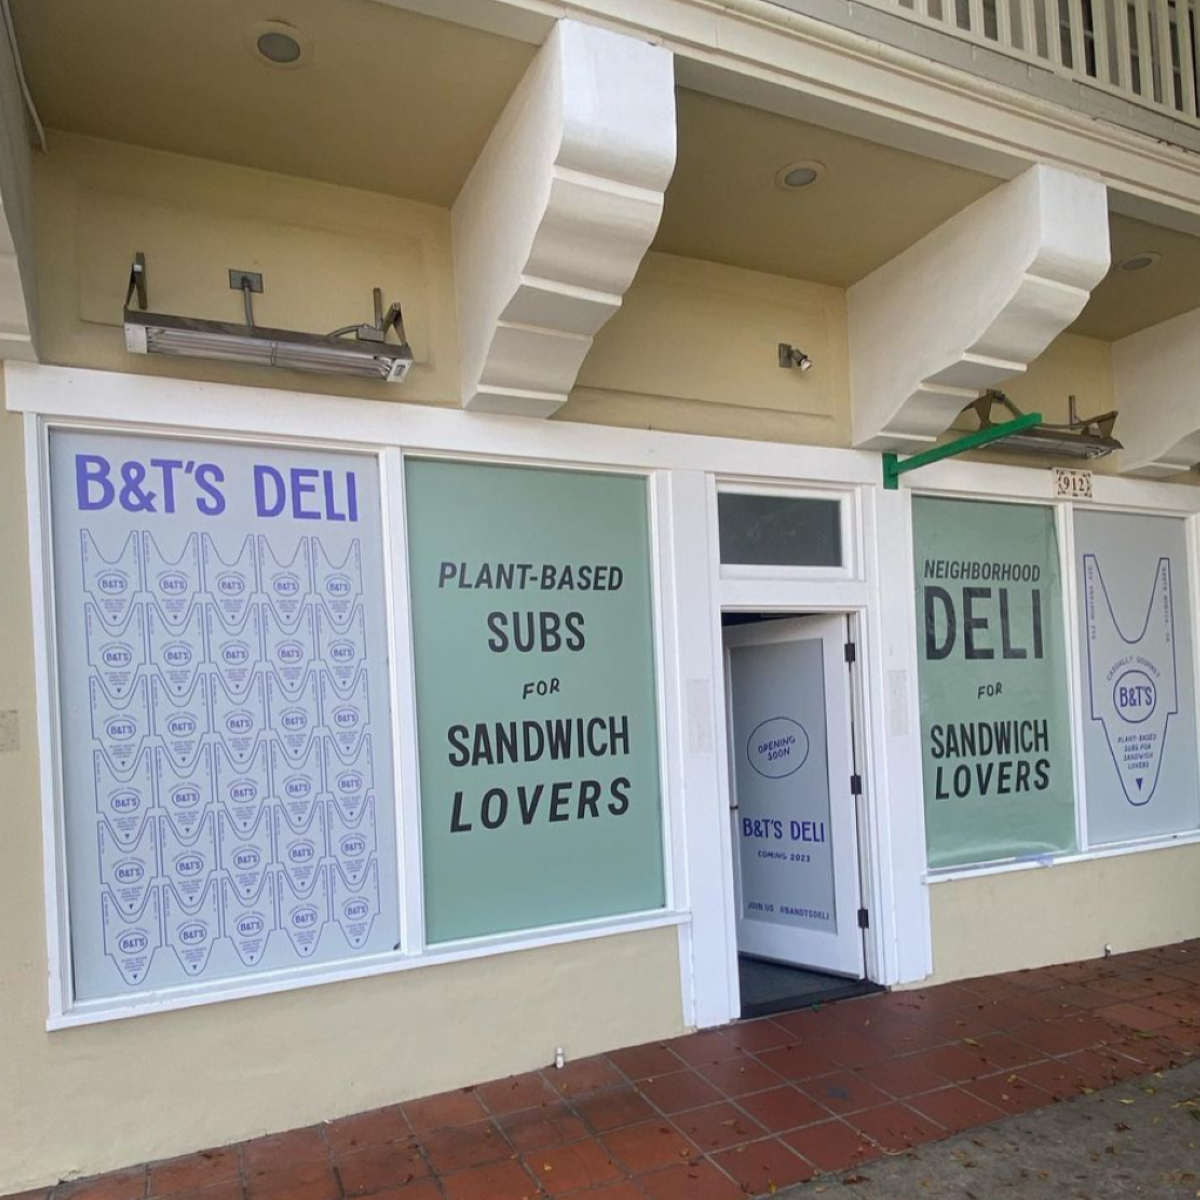 B&T'S DELI
PLANT-BASED
SUBS
FOR
SANDWICH
LOVERS
OPENING
SOON
B&T'S DELI
COMING 2023
JOIN US @BANDTSDELI
912
NEIGHBORHOOD
DELI
FOR
SANDWICH
LOVERS
CASUALLY GOURMET
B&T'S
PLANT-BASED
SUBS FOR
SANDWICH
LOVERS